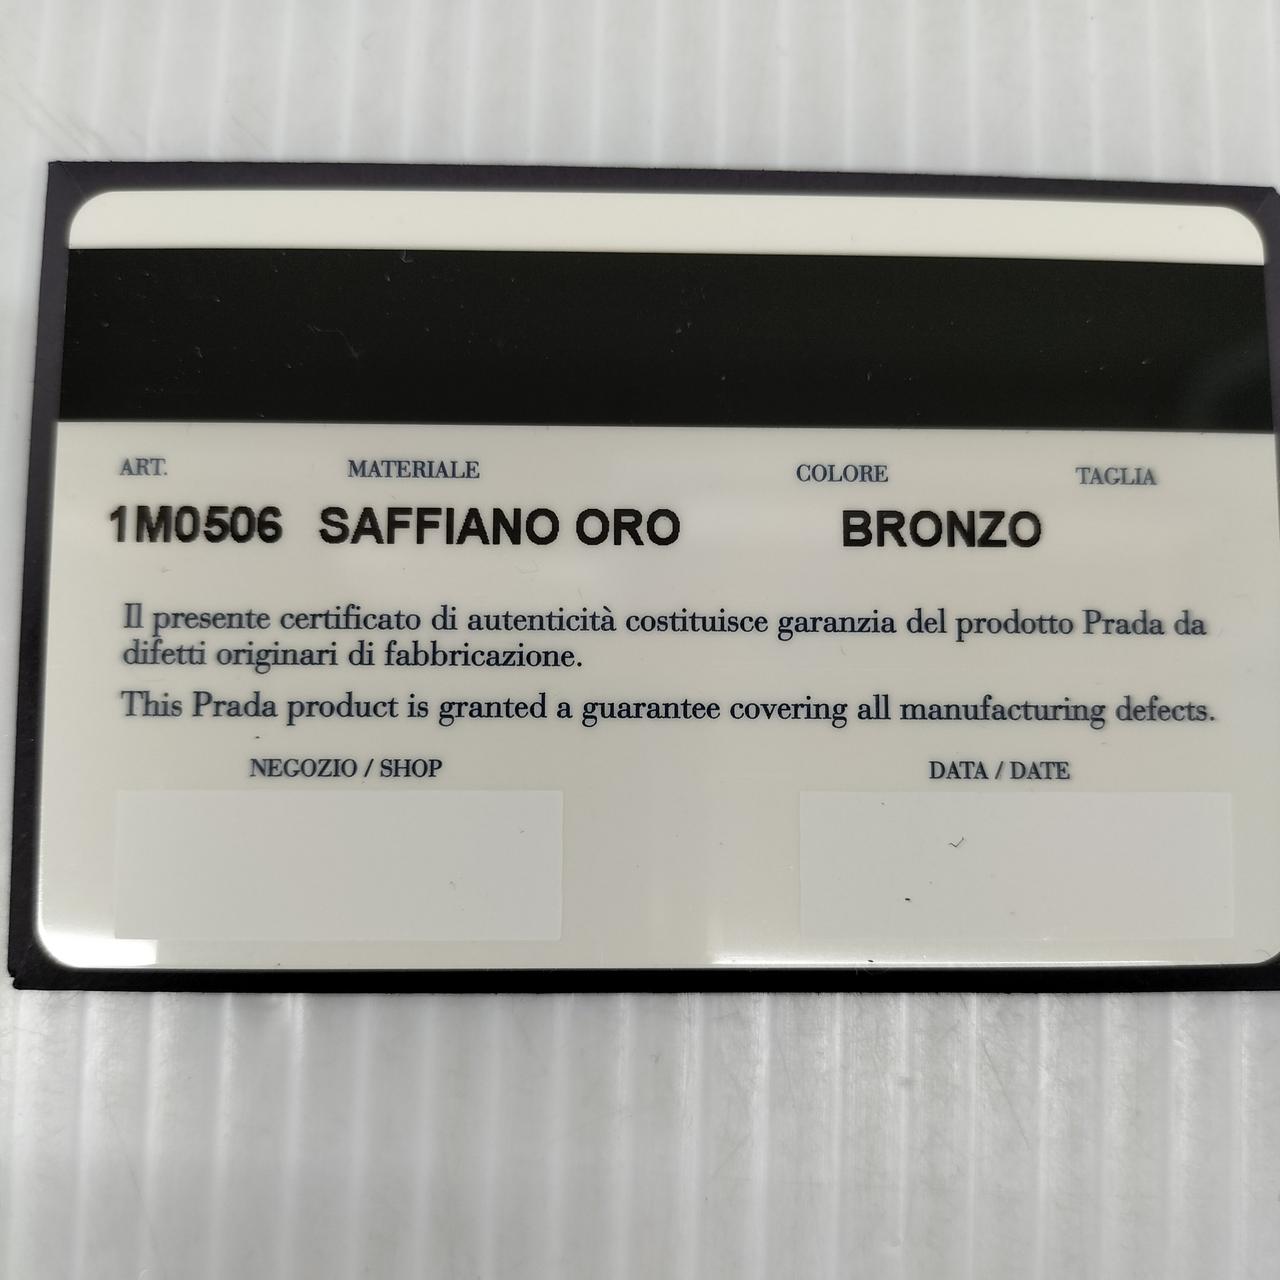 ART. MATERIALE COLORE TAGLIA
1M0506 SAFFIANO ORO BRONZO
Il presente certificato di autenticità costituisce garanzia del prodotto Prada da
difetti originari di fabbricazione.
This Prada product is granted a guarantee covering all manufacturing defects.
NEGOZIO / SHOP DATA / DATE